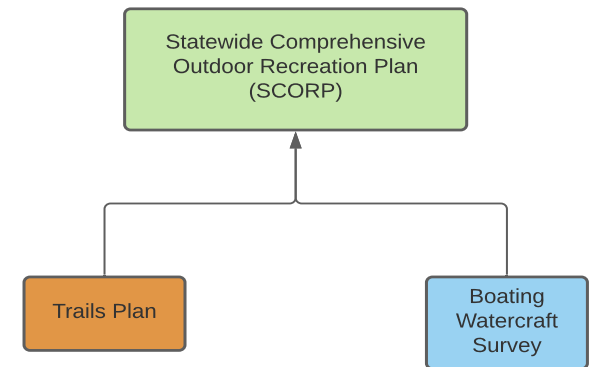 Statewide Comprehensive
Outdoor Recreation Plan
(SCORP)
Trails Plan
Boating
Watercraft
Survey